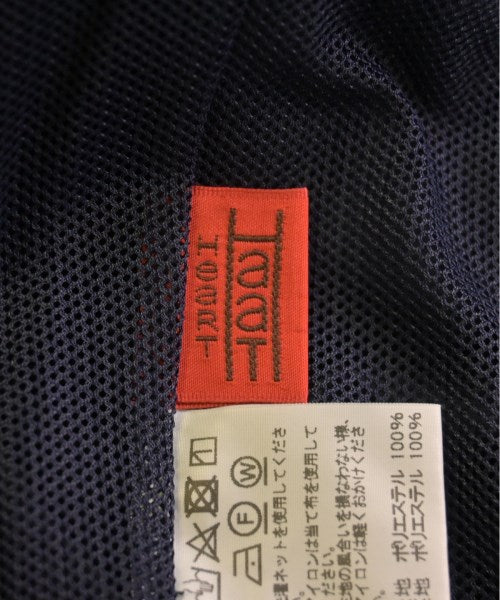 HaaT
HeaRT
F W
濯ネットを使用してくださ
イロンは当て布を使用して
ださい。
地の風合いを損なわない様、
イロンは軽くおかけくださ
地 ポリエステル 100%
地 ポリエステル 100%